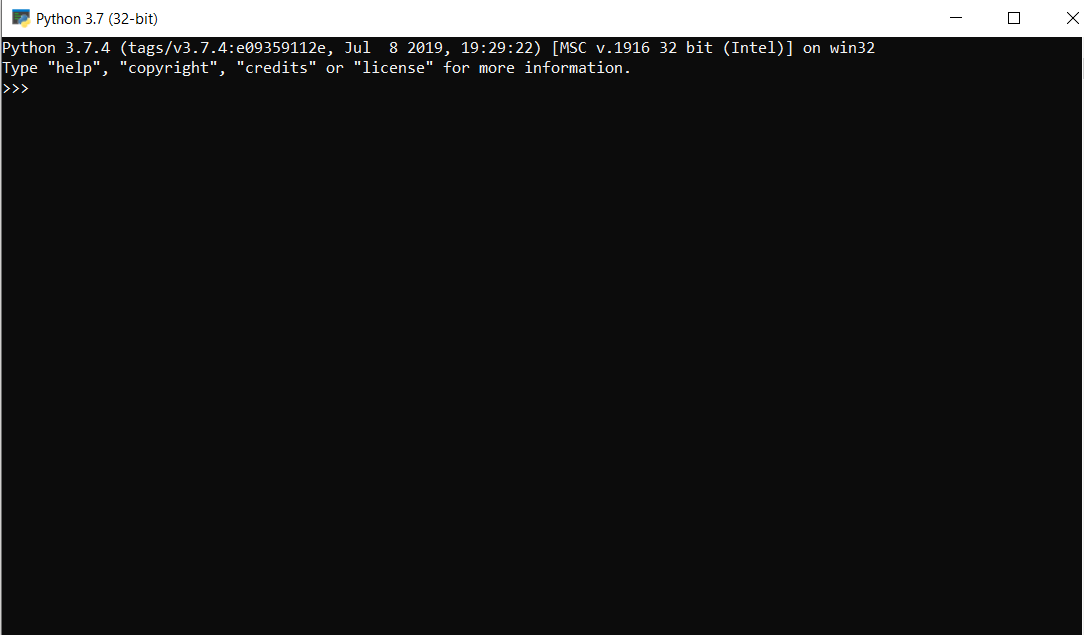 Python 3.7 (32-bit)
Python 3.7.4 (tags/v3.7.4:e09359112e, Jul  8 2019, 19:29:22) [MSC v.1916 32 bit (Intel)] on win32
Type "help", "copyright", "credits" or "license" for more information.
>>>